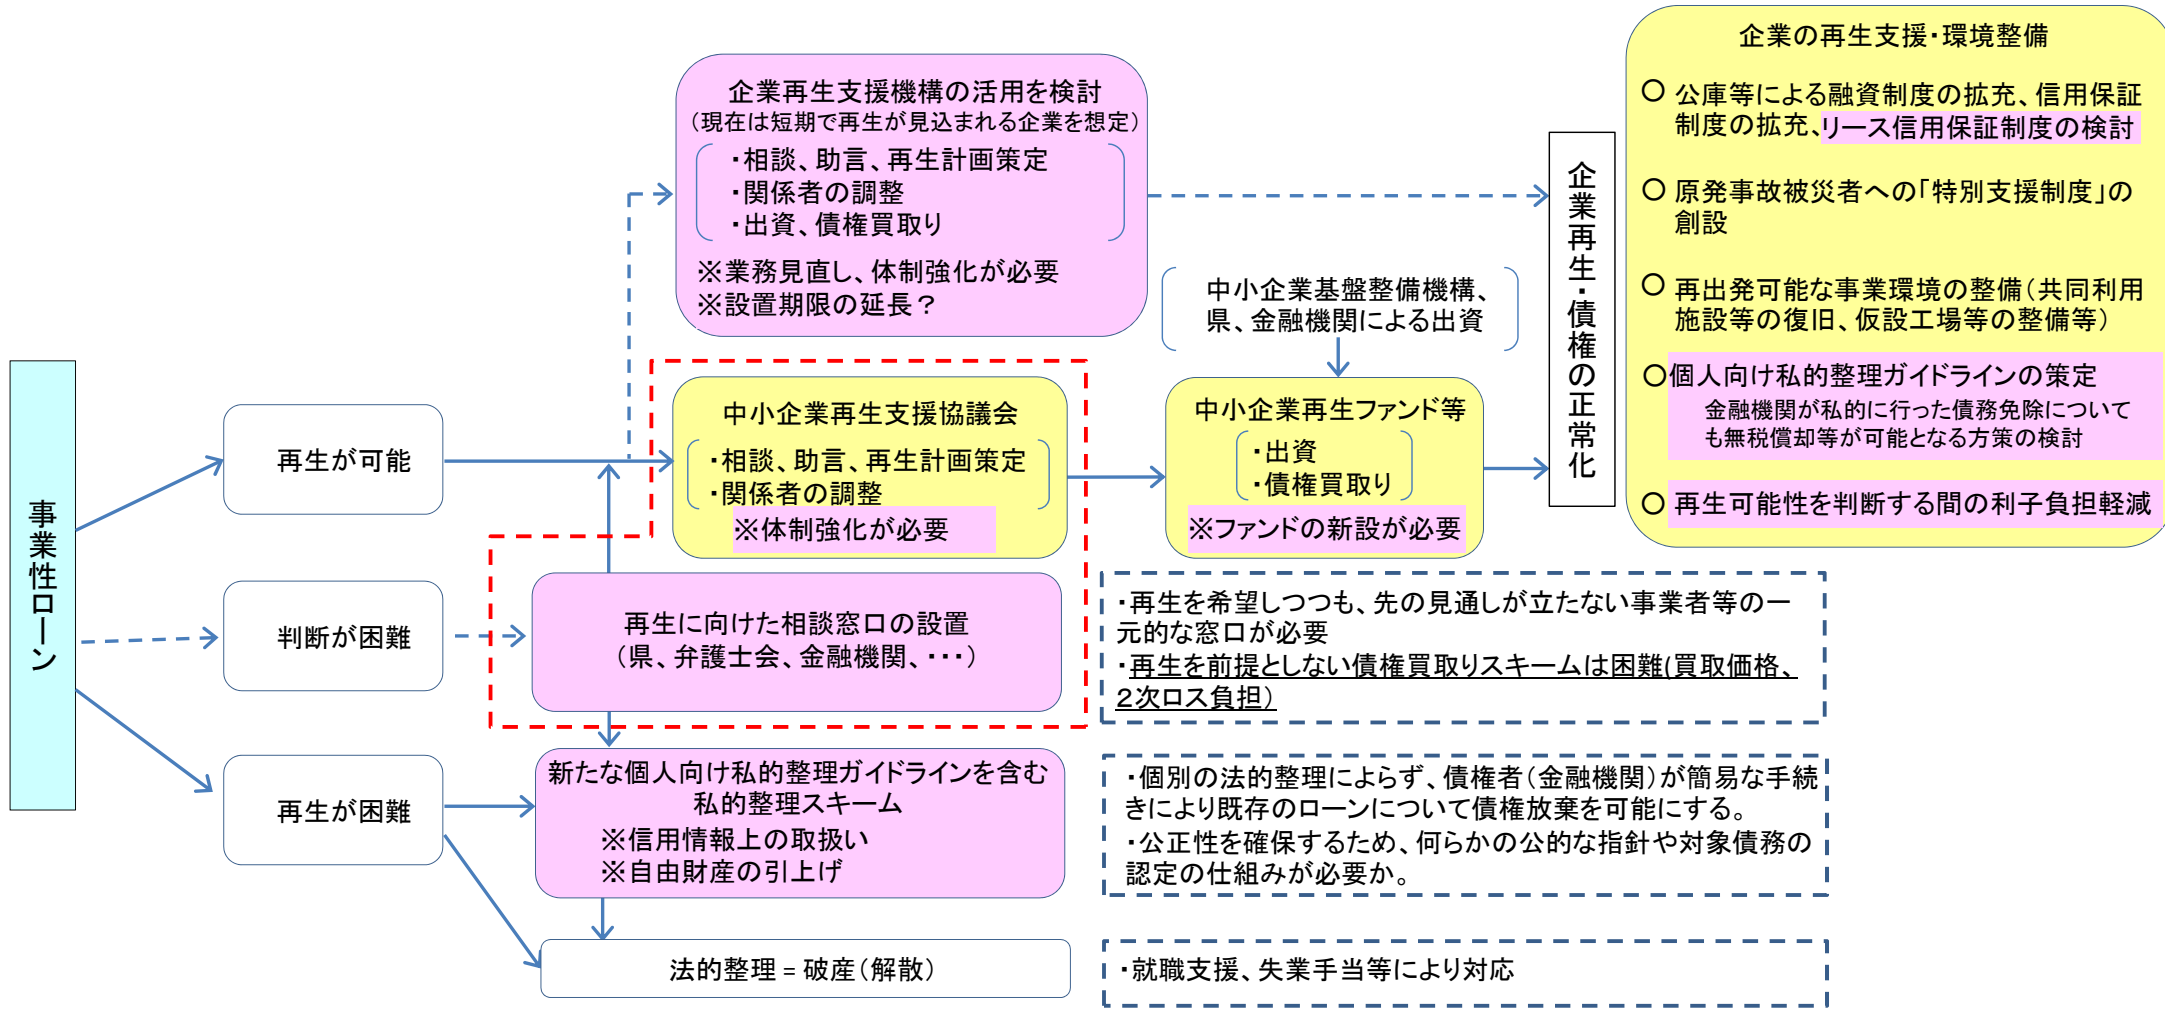 事業性ローン
再生が可能
判断が困難
再生が困難
企業再生支援機構の活用を検討
（現在は短期で再生が見込まれる企業を想定）
・相談、助言、再生計画策定
・関係者の調整
・出資、債権買取り
※業務見直し、体制強化が必要
※設置期限の延長？
中小企業再生支援協議会
・相談、助言、再生計画策定
・関係者の調整
※体制強化が必要
再生に向けた相談窓口の設置
（県、弁護士会、金融機関、・・・）
新たな個人向け私的整理ガイドラインを含む
私的整理スキーム
※信用情報上の取扱い
※自由財産の引上げ
法的整理 = 破産（解散）
中小企業基盤整備機構、
県、金融機関による出資
中小企業再生ファンド等
・出資
・債権買取り
※ファンドの新設が必要
企業再生・債権の正常化
企業の再生支援・環境整備
○ 公庫等による融資制度の拡充、信用保証
制度の拡充、リース信用保証制度の検討
○ 原発事故被災者への「特別支援制度」の
創設
○ 再出発可能な事業環境の整備（共同利用
施設等の復旧、仮設工場等の整備等）
○個人向け私的整理ガイドラインの策定
金融機関が私的に行った債務免除について
も無税償却等が可能となる方策の検討
○ 再生可能性を判断する間の利子負担軽減
・再生を希望しつつも、先の見通しが立たない事業者等の一
元的な窓口が必要
・再生を前提としない債権買取りスキームは困難(買取価格、
２次ロス負担）
・個別の法的整理によらず、債権者（金融機関）が簡易な手続
きにより既存のローンについて債権放棄を可能にする。
・公正性を確保するため、何らかの公的な指針や対象債務の
認定の仕組みが必要か。
・就職支援、失業手当等により対応